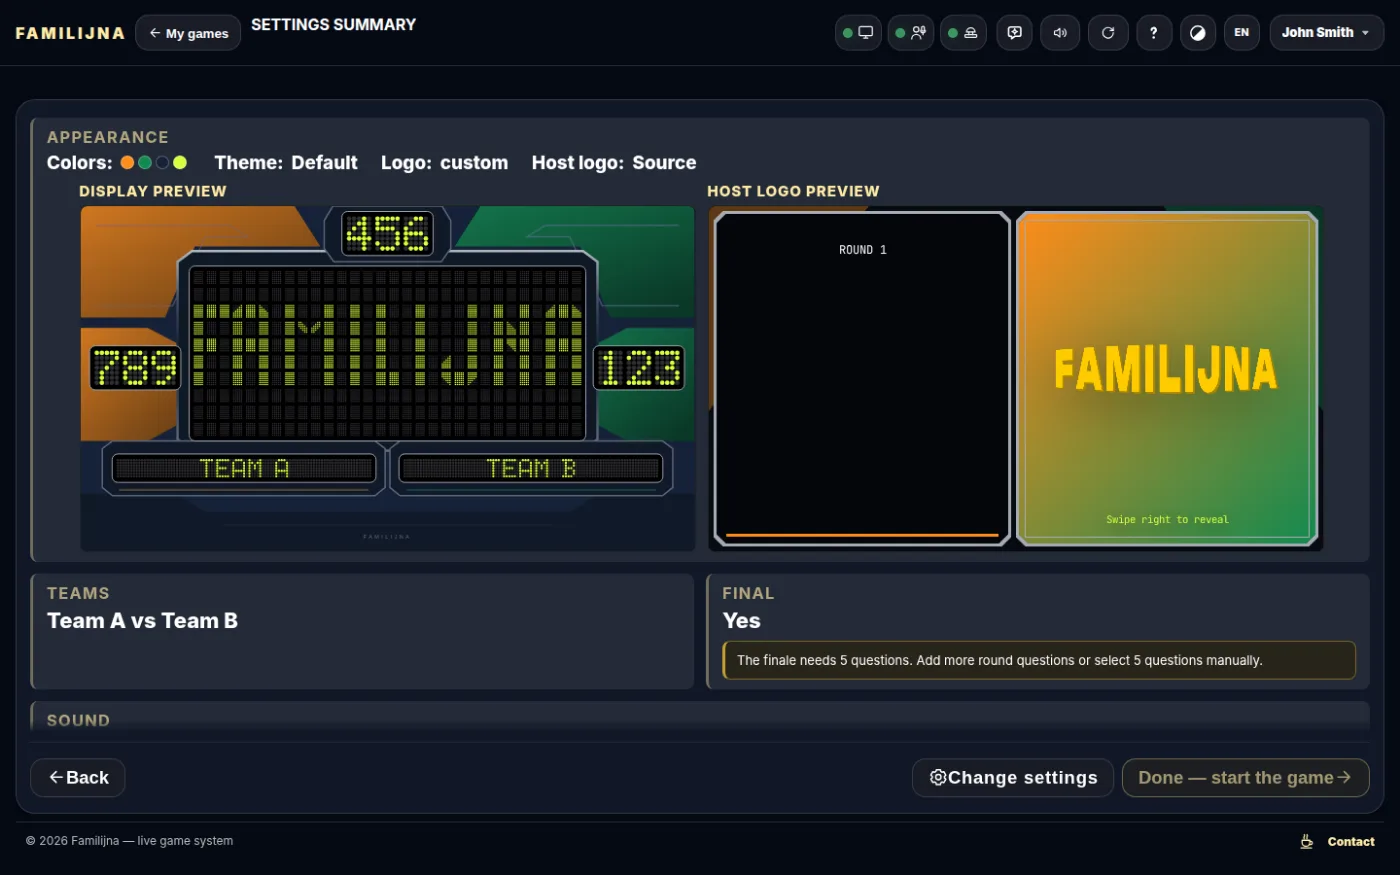 FAMILIJNA
← My games
SETTINGS SUMMARY
?
EN
John Smith
APPEARANCE
Colors:
Theme: Default
Logo: custom
Host logo: Source
DISPLAY PREVIEW
HOST LOGO PREVIEW
456
FAMILIJNA
789
123
TEAM A
TEAM B
FAMILIJNA
ROUND 1
FAMILIJNA
Swipe right to reveal
TEAMS
Team A vs Team B
FINAL
Yes
The finale needs 5 questions. Add more round questions or select 5 questions manually.
SOUND
← Back
Change settings
Done — start the game →
© 2026 Familijna — live game system
Contact